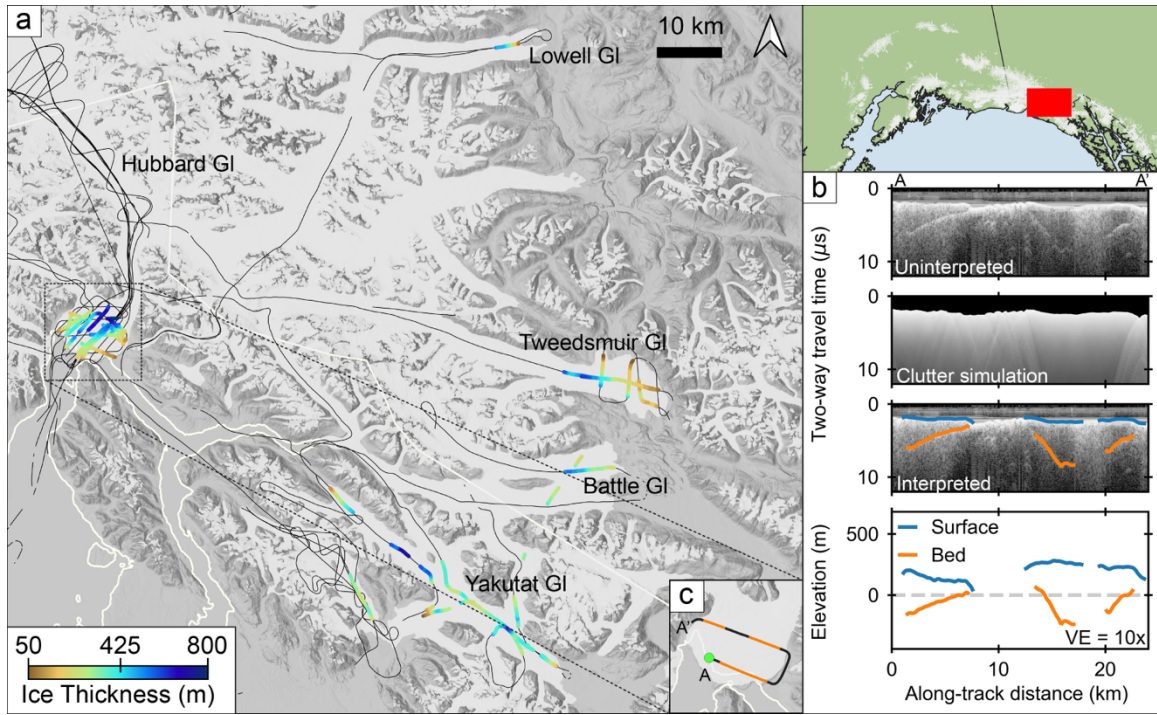 a
10 km
Lowell Gl
Hubbard Gl
Tweedsmuir Gl
Battle Gl
Yakutat Gl
50 425 800
Ice Thickness (m)
c
A'
A
b
A A'
0
10
Uninterpreted
0
10
Clutter simulation
0
10
Interpreted
Two-way travel time (µs)
500
0
Elevation (m)
Surface
Bed
VE = 10x
0 10 20
Along-track distance (km)